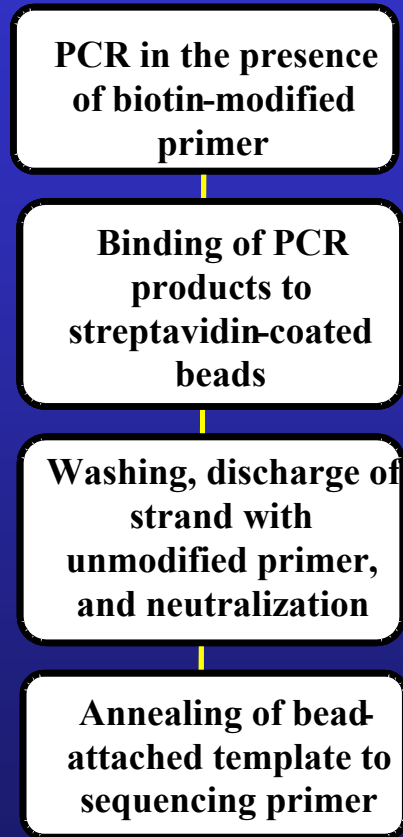 PCR in the presence
of biotin-modified
primer
Binding of PCR
products to
streptavidin-coated
beads
Washing, discharge of
strand with
unmodified primer,
and neutralization
Annealing of bead-
attached template to
sequencing primer